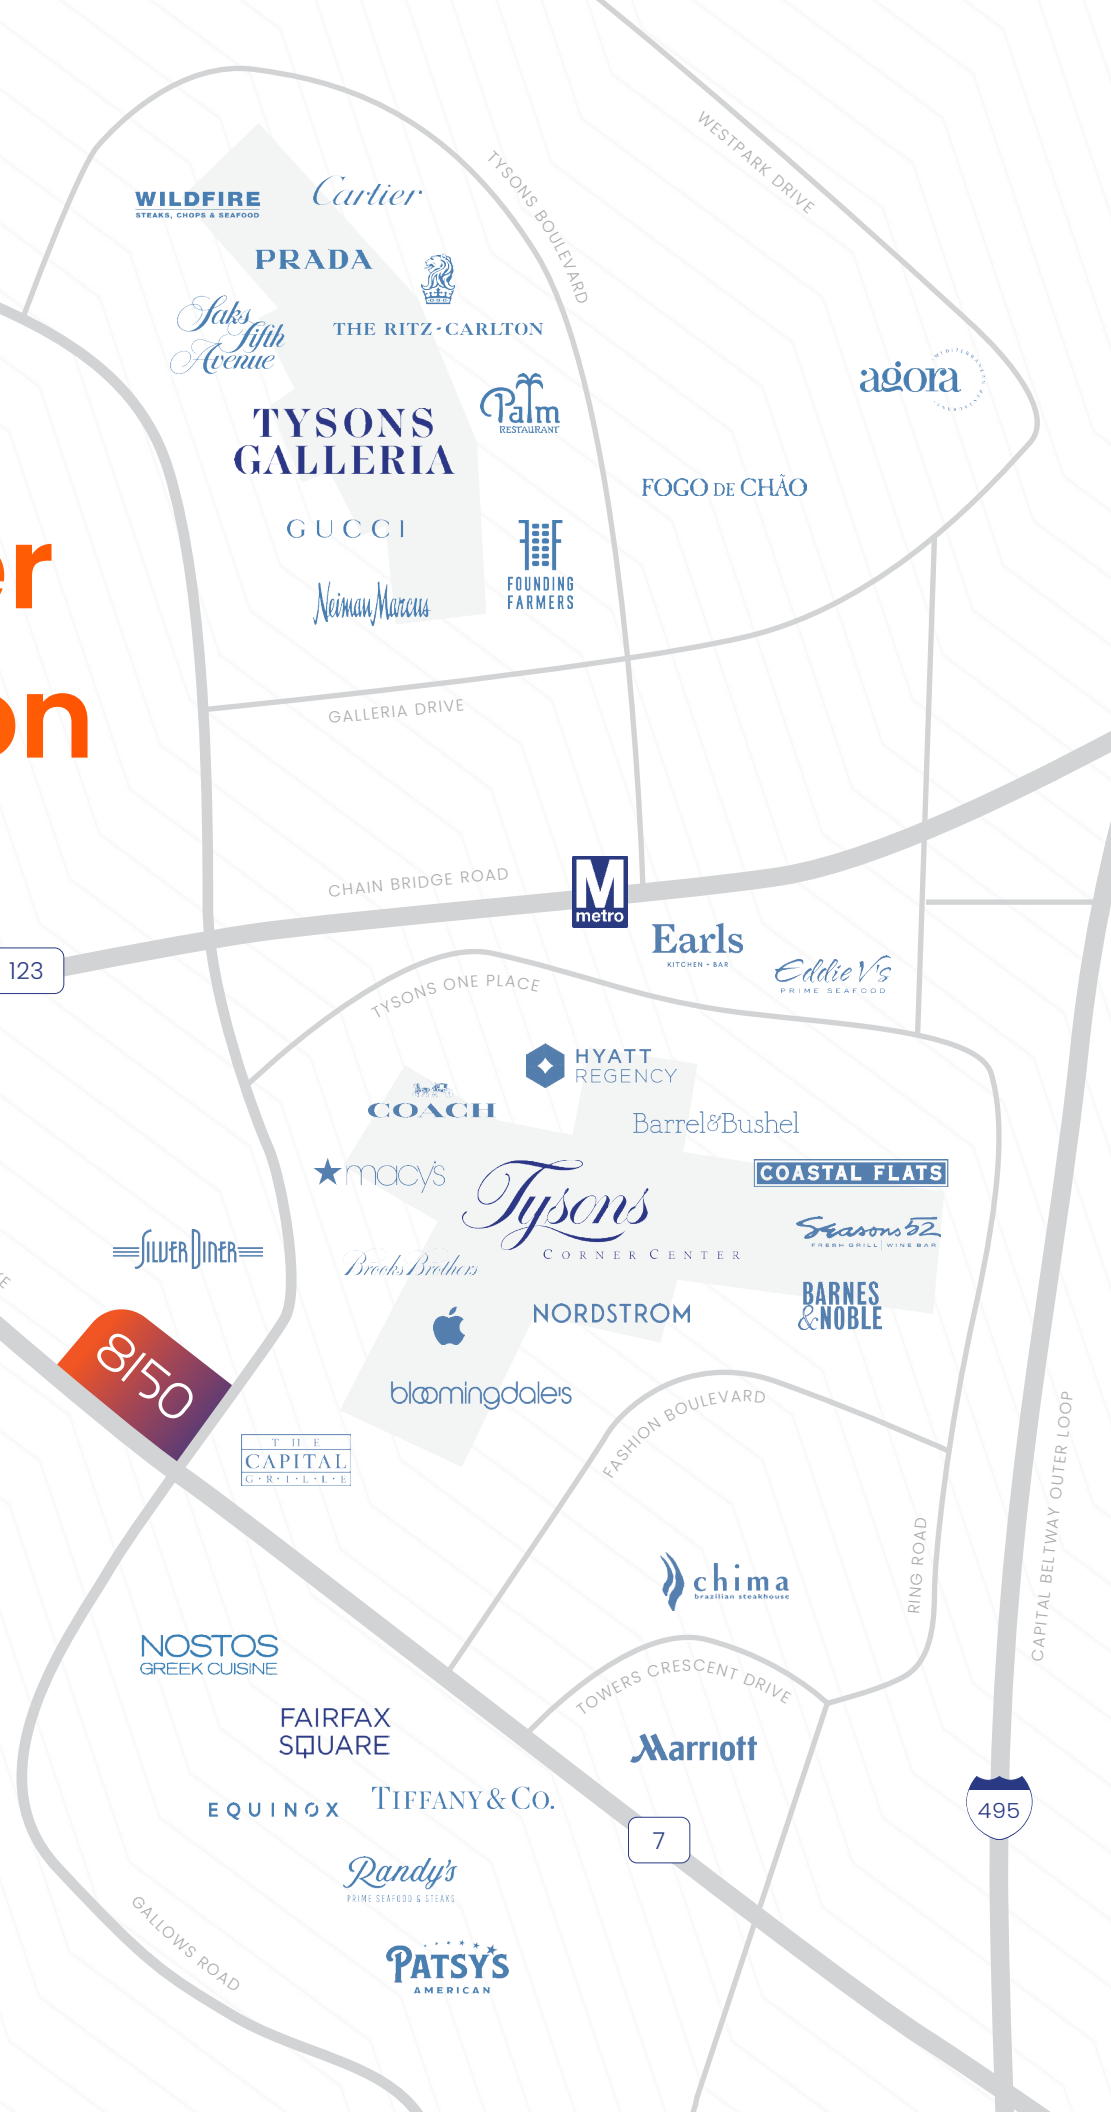 WESTPARK DRIVE
TYSONS BOULEVARD
WILDFIRE
STEAKS, CHOPS & SEAFOOD
Cartier
PRADA
Saks
fifth
Avenue
THE RITZ-CARLTON
agora
MEDITERRANEAN
Palm
RESTAURANT
TYSONS
GALLERIA
FOGO DE CHÃO
GUCCI
FOUNDING
FARMERS
Neiman Marcus
er
on
GALLERIA DRIVE
CHAIN BRIDGE ROAD
M
metro
Earls
KITCHEN + BAR
Eddie V's
PRIME SEAFOOD
123
TYSONS ONE PLACE
HYATT
REGENCY
COACH
Barrel&Bushel
macy's
COASTAL FLATS
Tysons
CORNER CENTER
Seasons 52
FRESH GRILL | WINE BAR
SILVER DINER
Brooks Brothers
BARNES
&NOBLE
NORDSTROM
8|50
bloomingdale's
FASHION BOULEVARD
THE
CAPITAL
G·R·I·L·L·E
CAPITAL BELTWAY OUTER LOOP
RING ROAD
chima
brazilian steakhouse
NOSTOS
GREEK CUISINE
TOWERS CRESCENT DRIVE
FAIRFAX
SQUARE
Marriott
EQUINOX
TIFFANY & CO.
495
7
Randy's
PRIME SEAFOOD & STEAKS
GALLOWS ROAD
PATSY'S
AMERICAN